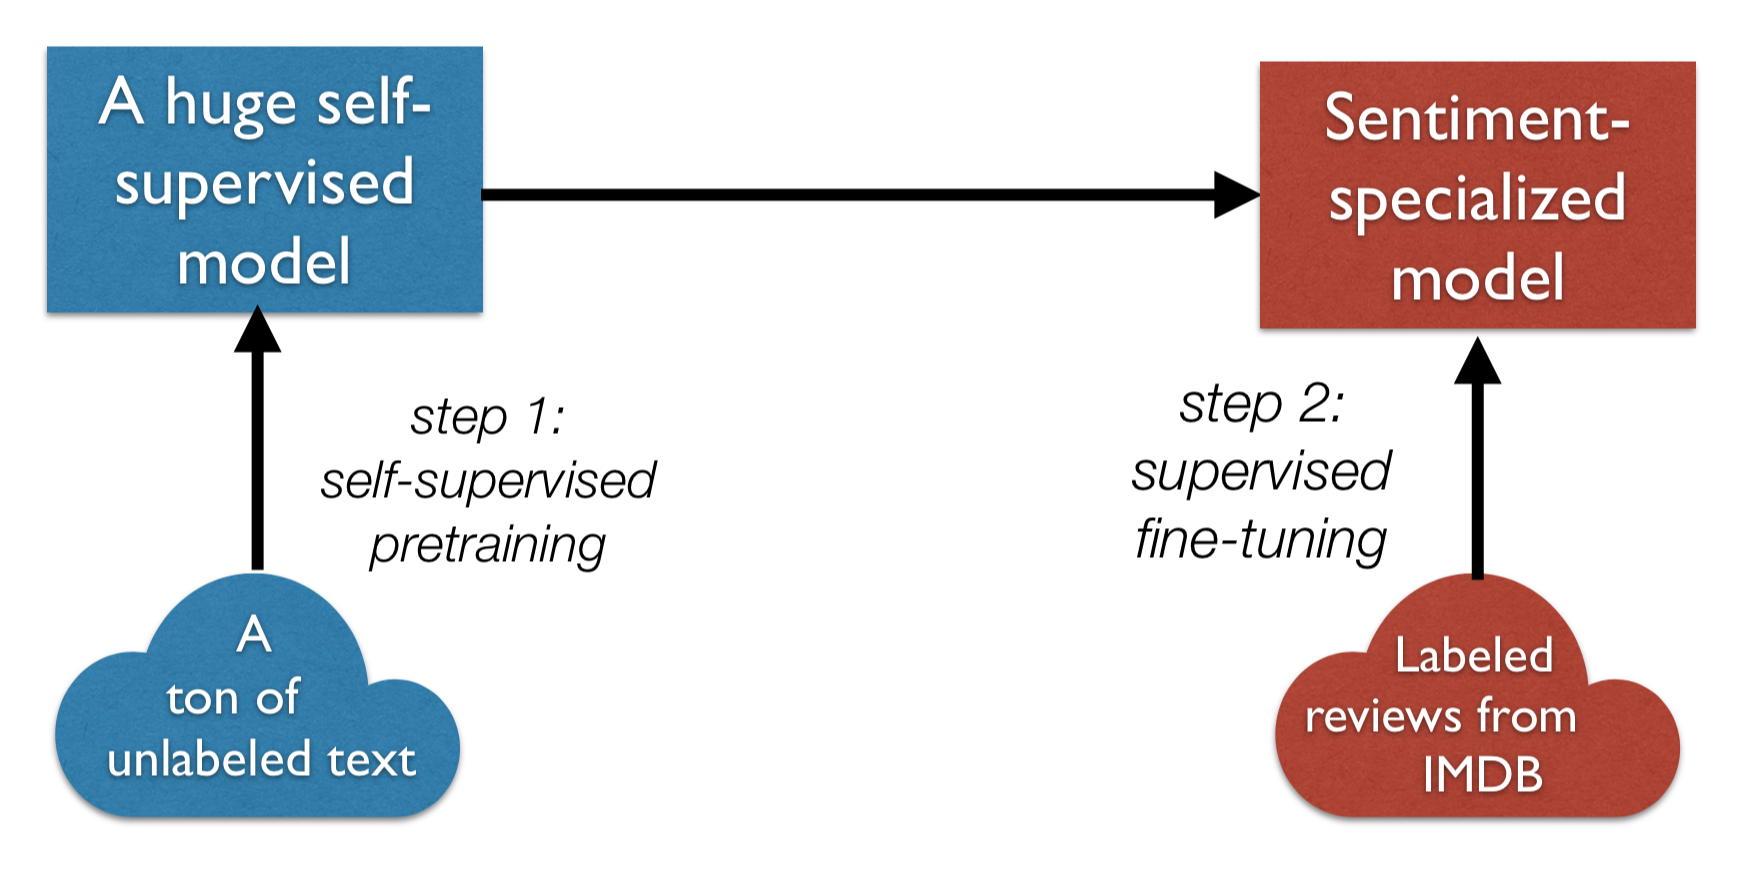 A huge self-
supervised
model
Sentiment-
specialized
model
step 1:
self-supervised
pretraining
step 2:
supervised
fine-tuning
A
ton of
unlabeled text
Labeled
reviews from
IMDB